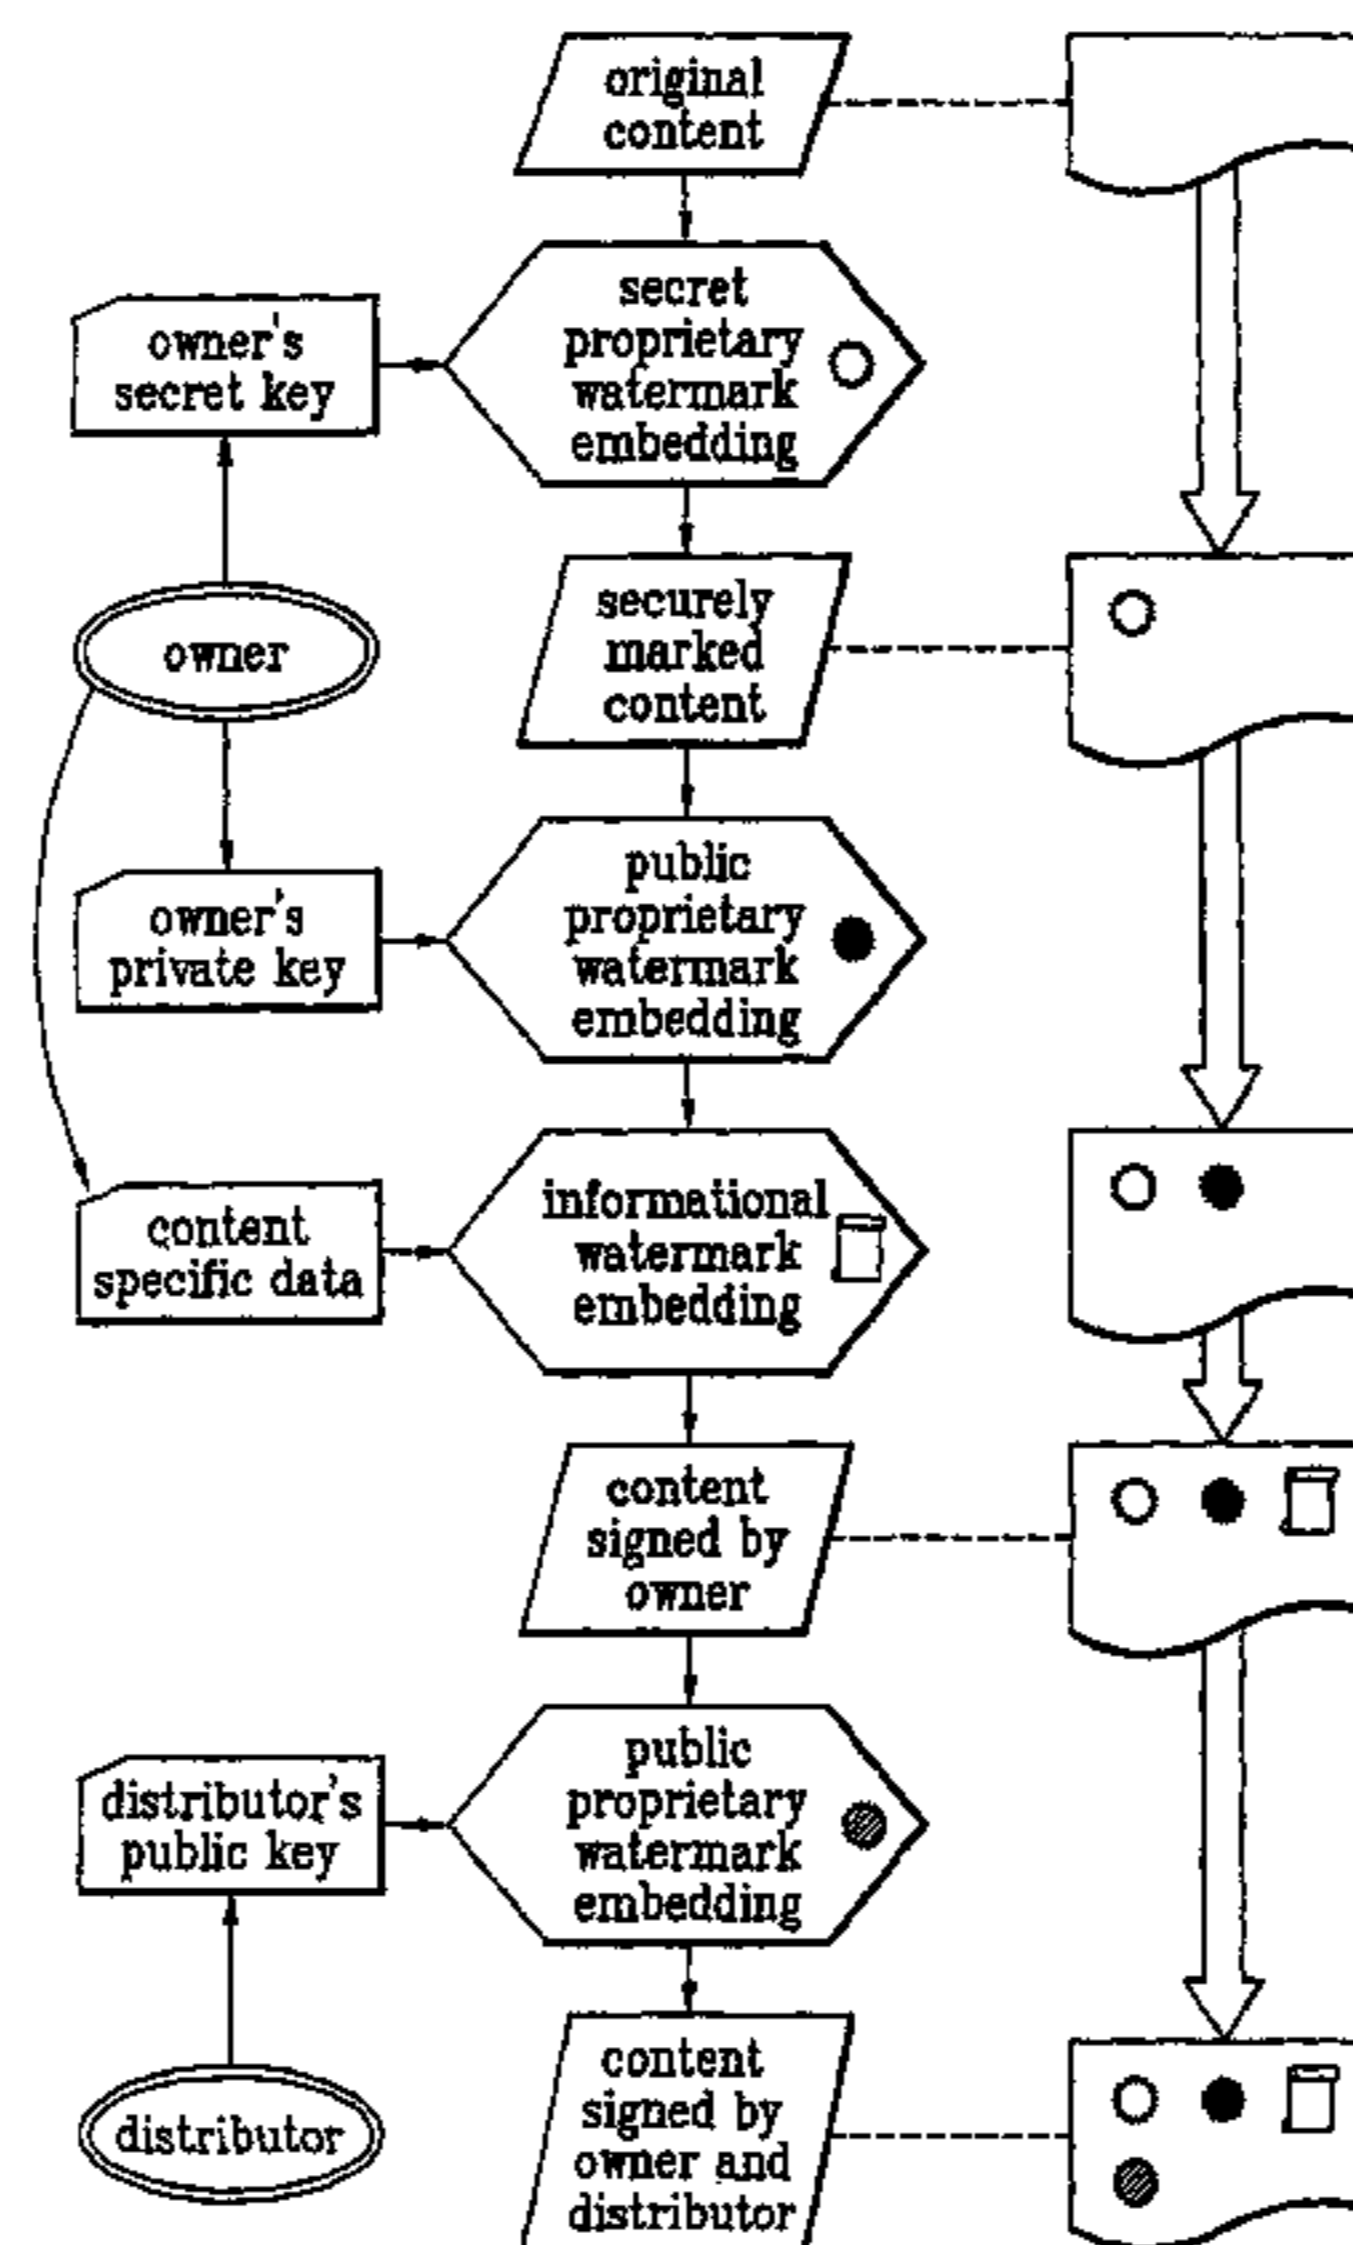 original
content
secret
proprietary
watermark
embedding
owner's
secret key
securely
marked
content
owner
public
proprietary
watermark
embedding
owner's
private key
informational
watermark
embedding
content
specific data
content
signed by
owner
public
proprietary
watermark
embedding
distributor's
public key
content
signed by
owner and
distributor
distributor